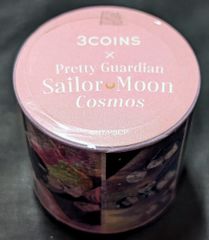 3COINS
×
Pretty Guardian
Sailor Moon
Cosmos